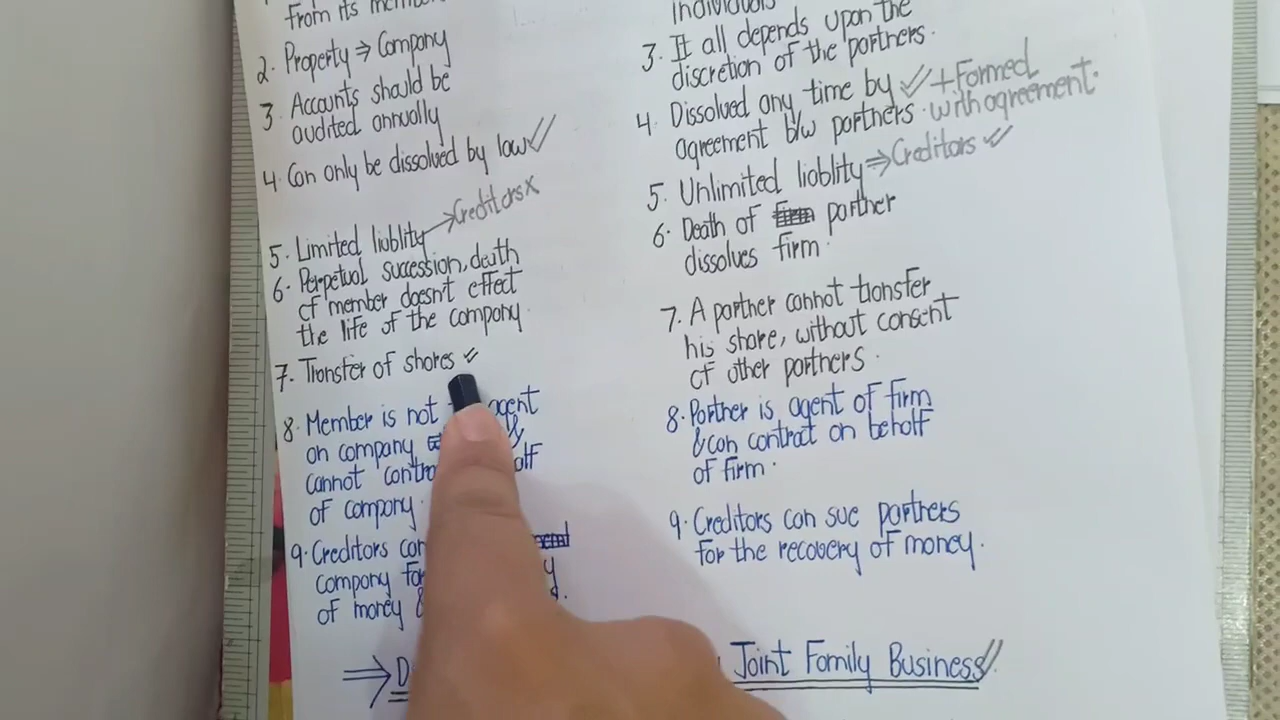 From its
2. Property ⇒ Company
3. Accounts should be
audited annually
4. Can only be dissolved by law ✓
5. Limited liublity → Creditors x
6. Perpetual succession, death
of member doesn't effect
the life of the company.
7. Transfer of shares ✓
8. Member is not agent
on company &
cannot
of company.
9. Creditors
company
of money &
individuals
3. It all depends upon the
discretion of the partners.
4. Dissolved any time by ✓ + Formed
agreement b/w partners. with agreement.
5. Unlimited lioblity ⇒ Creditors ✓
6. Death of partner
dissolves firm.
7. A partner cannot transfer
his share, without consent
of other partners.
8. Partner is agent of firm
& can contract on behalf
of firm.
9. Creditors can sue partners
for the recovery of money.
⇒ D
Joint Family Business ✓